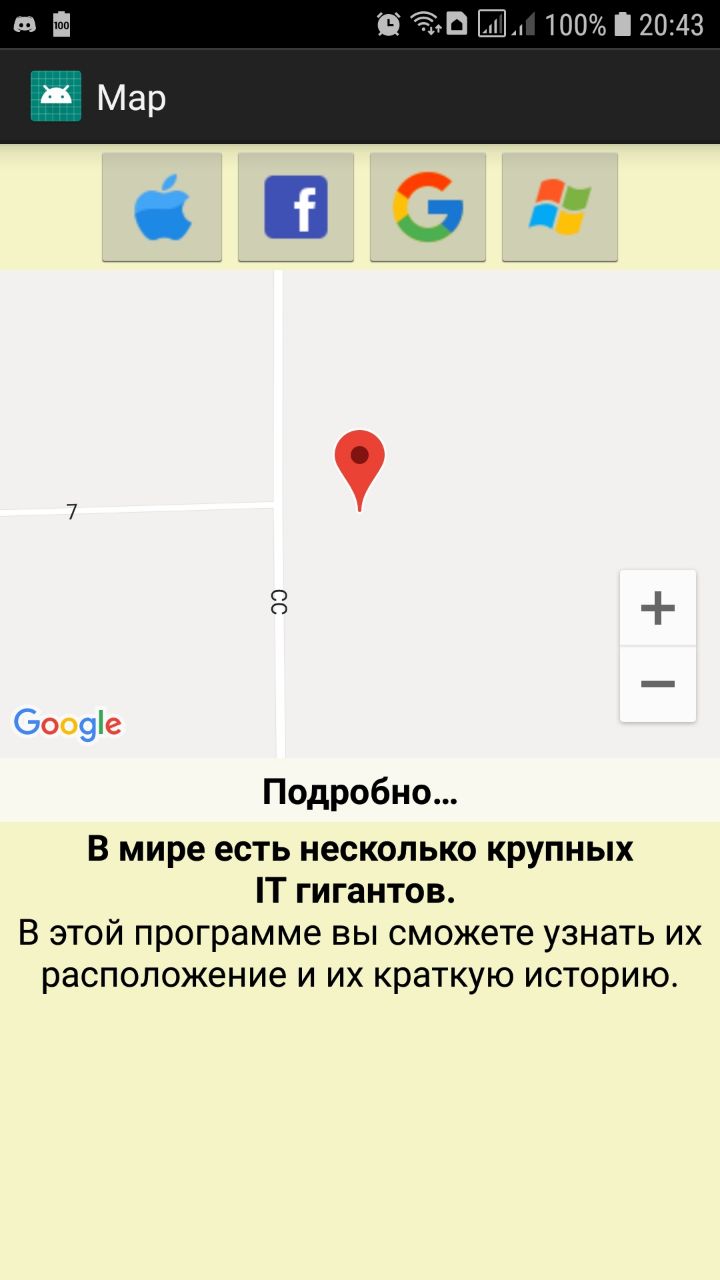 100
100% 20:43
Map
f
G
7
CC
Google
Подробно...
В мире есть несколько крупных
IT гигантов.
В этой программе вы сможете узнать их
расположение и их краткую историю.